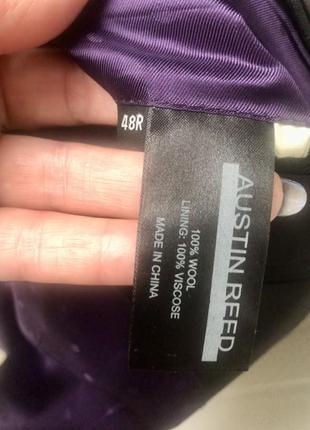 48R
AUSTIN REED
100% WOOL
LINING: 100% VISCOSE
MADE IN CHINA